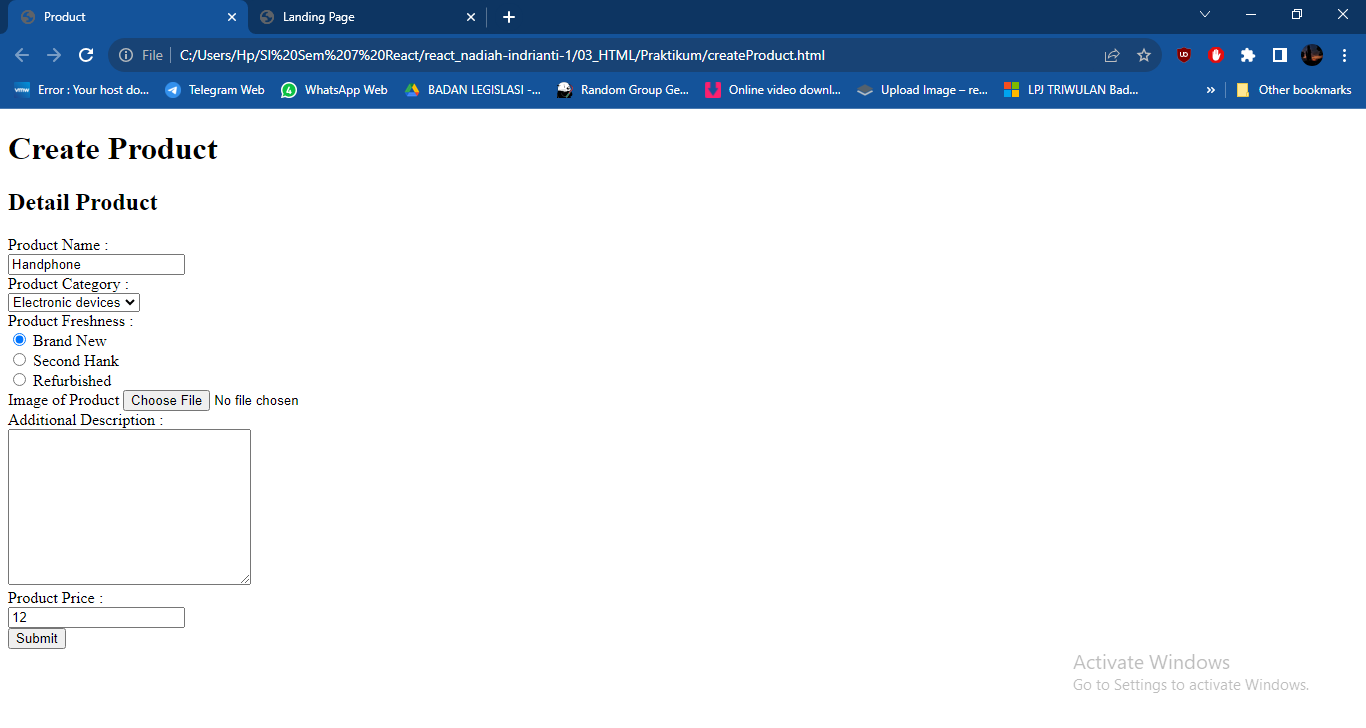 Product
Landing Page
File C:/Users/Hp/SI%20Sem%207%20React/react_nadiah-indrianti-1/03_HTML/Praktikum/createProduct.html
vmw Error : Your host do... Telegram Web WhatsApp Web BADAN LEGISLASI -... Random Group Ge... Online video downl... Upload Image – re... LPJ TRIWULAN Bad... » Other bookmarks
Create Product
Detail Product
Product Name :
Handphone
Product Category :
Electronic devices
Product Freshness :
Brand New
Second Hank
Refurbished
Image of Product Choose File No file chosen
Additional Description :
Product Price :
12
Submit
Activate Windows
Go to Settings to activate Windows.